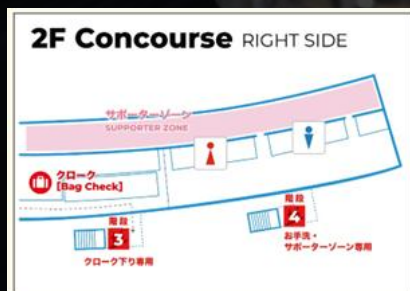 2F Concourse RIGHT SIDE
サポーターゾーン
SUPPORTER ZONE
クローク
[Bag Check]
階段
3
クローク下り専用
階段
4
お手洗・
サポーターゾーン専用